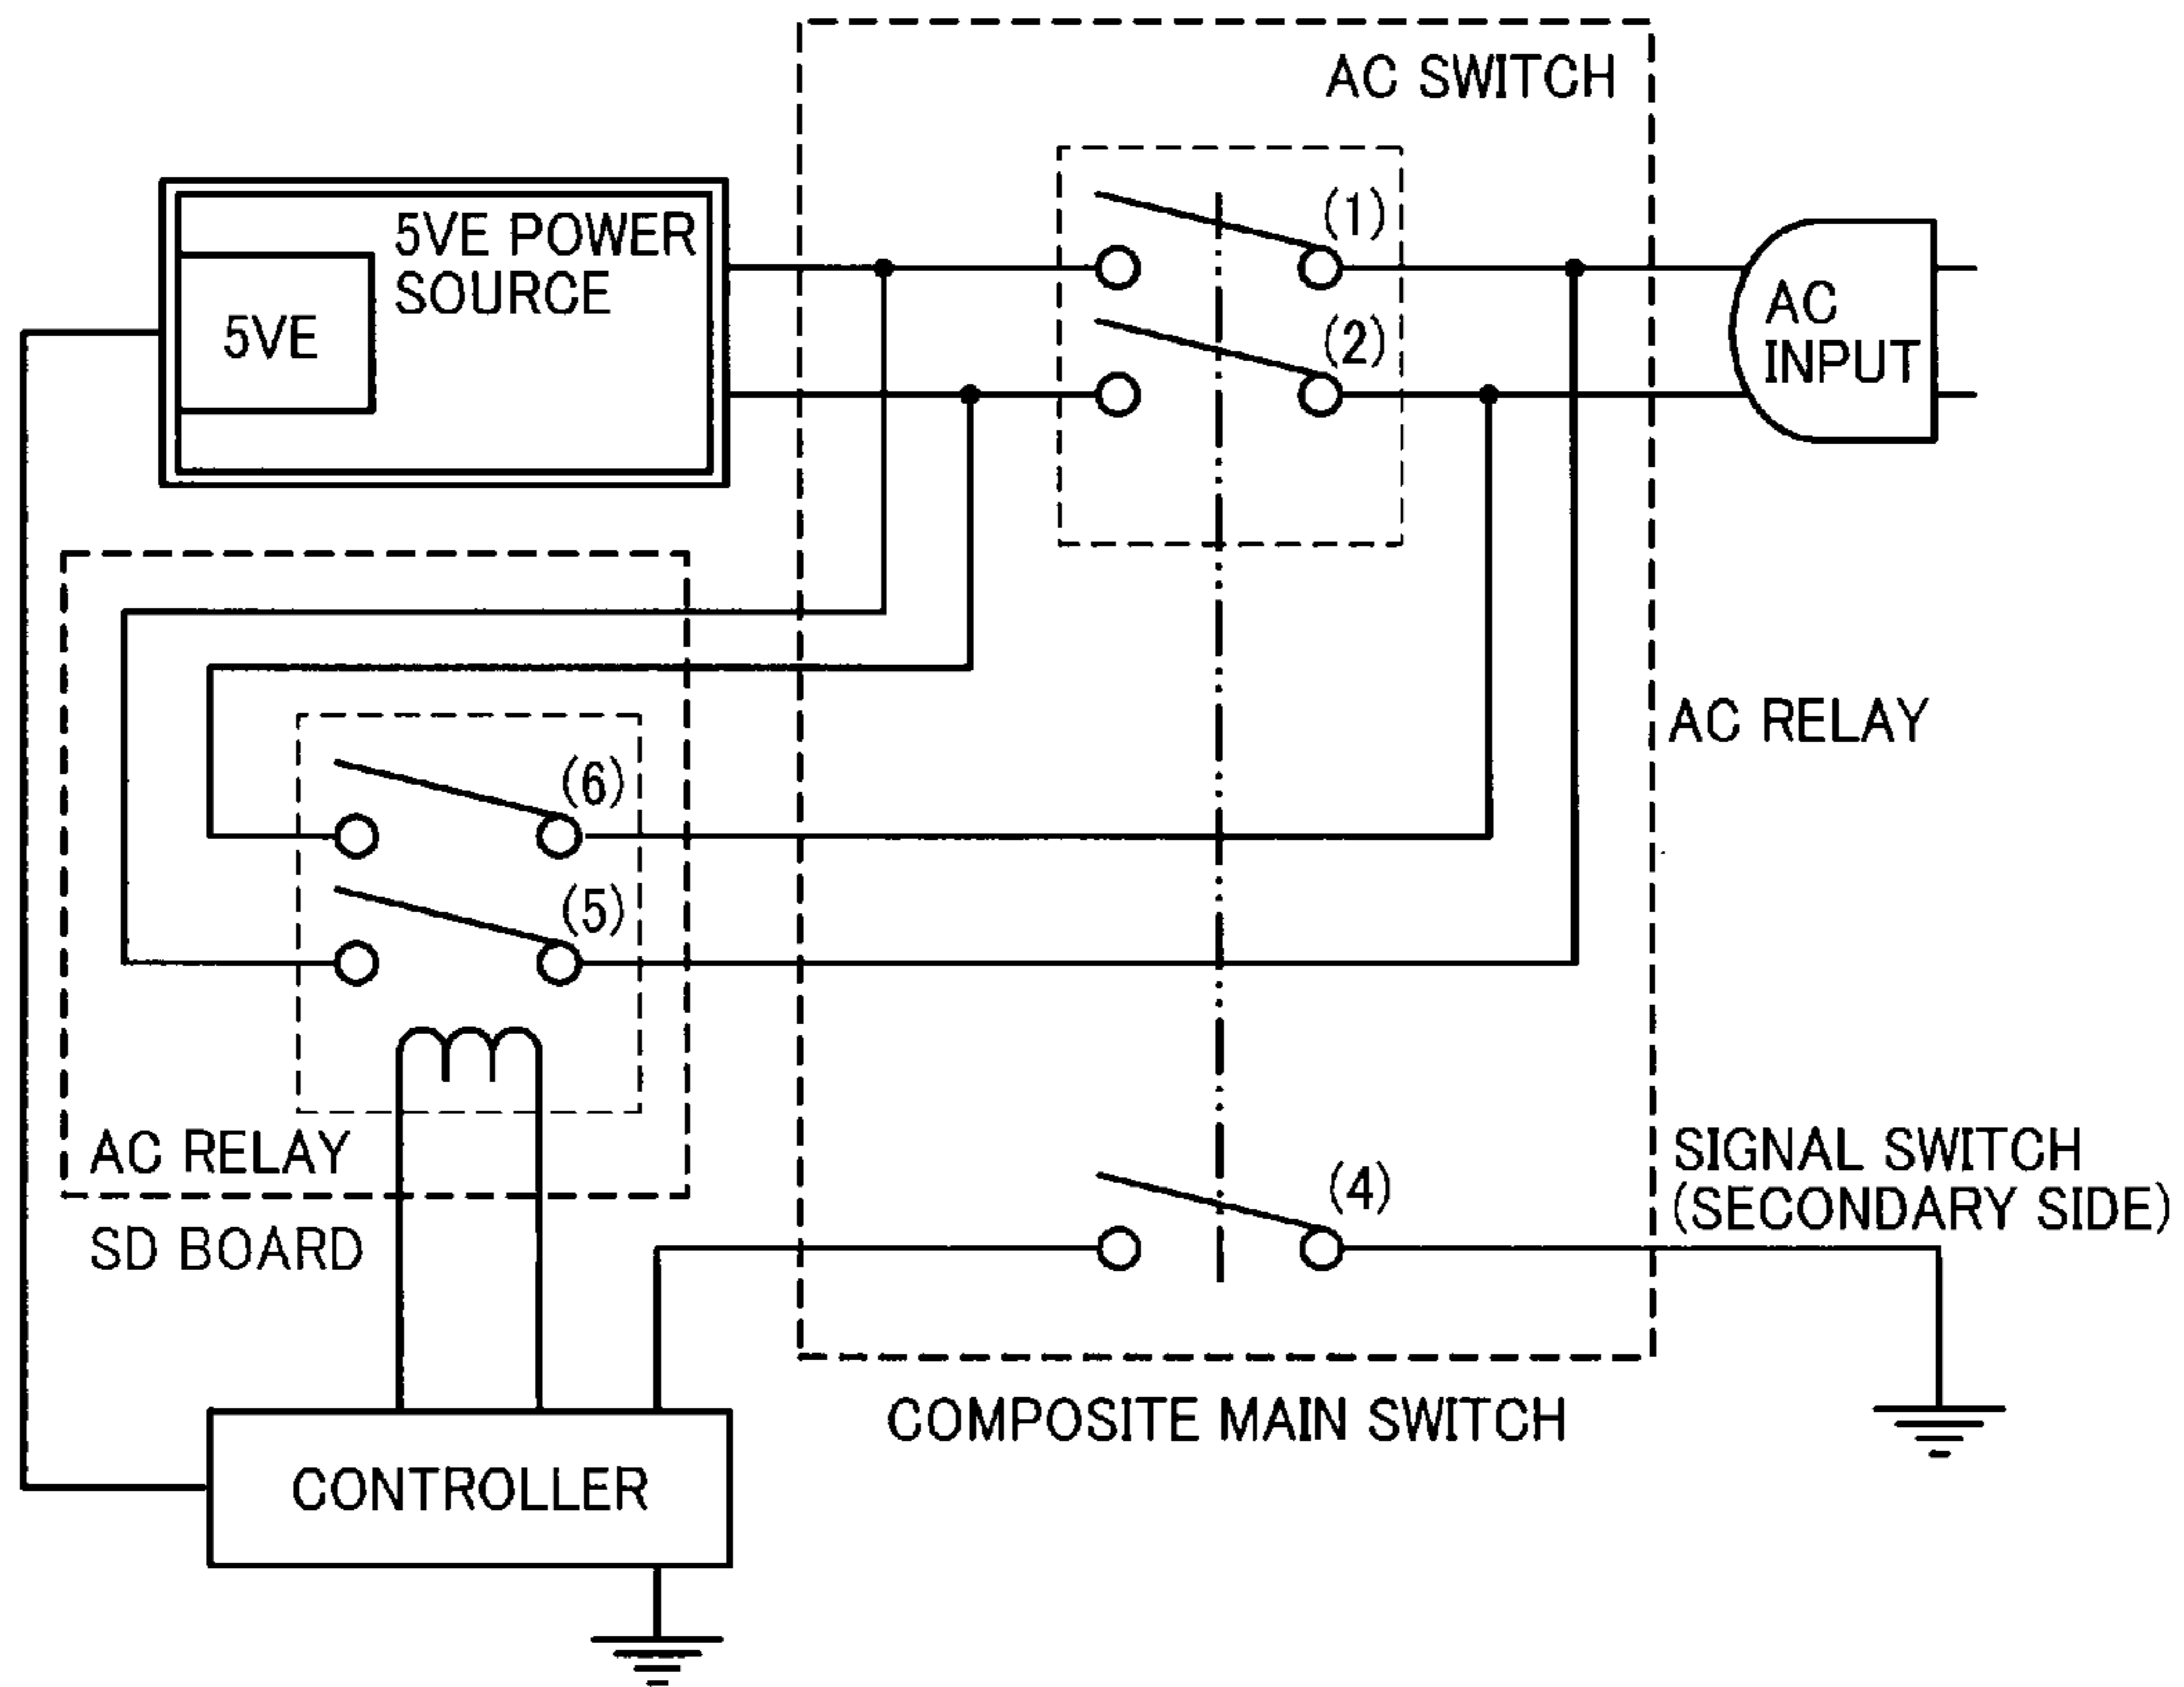 AC SWITCH
(1)
5VE POWER
SOURCE
5VE
(2)
AC
INPUT
AC RELAY
(6)
(5)
AC RELAY
SD BOARD
(4)
SIGNAL SWITCH
(SECONDARY SIDE)
COMPOSITE MAIN SWITCH
CONTROLLER